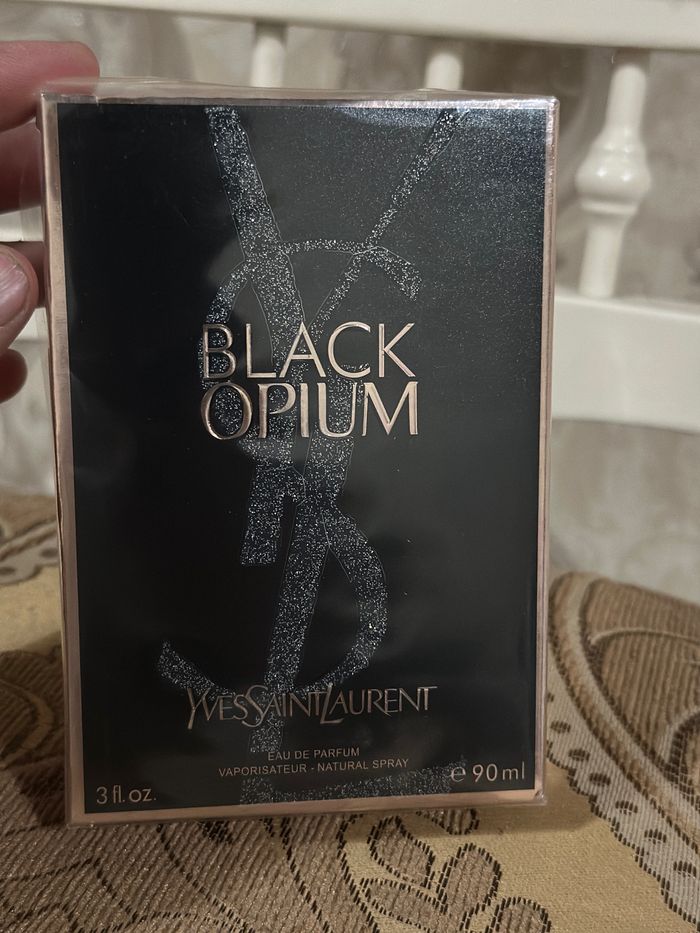 BLACK
OPIUM
YVESSAINTLAURENT
EAU DE PARFUM
VAPORISATEUR - NATURAL SPRAY
3 fl. oz.
e 90 ml